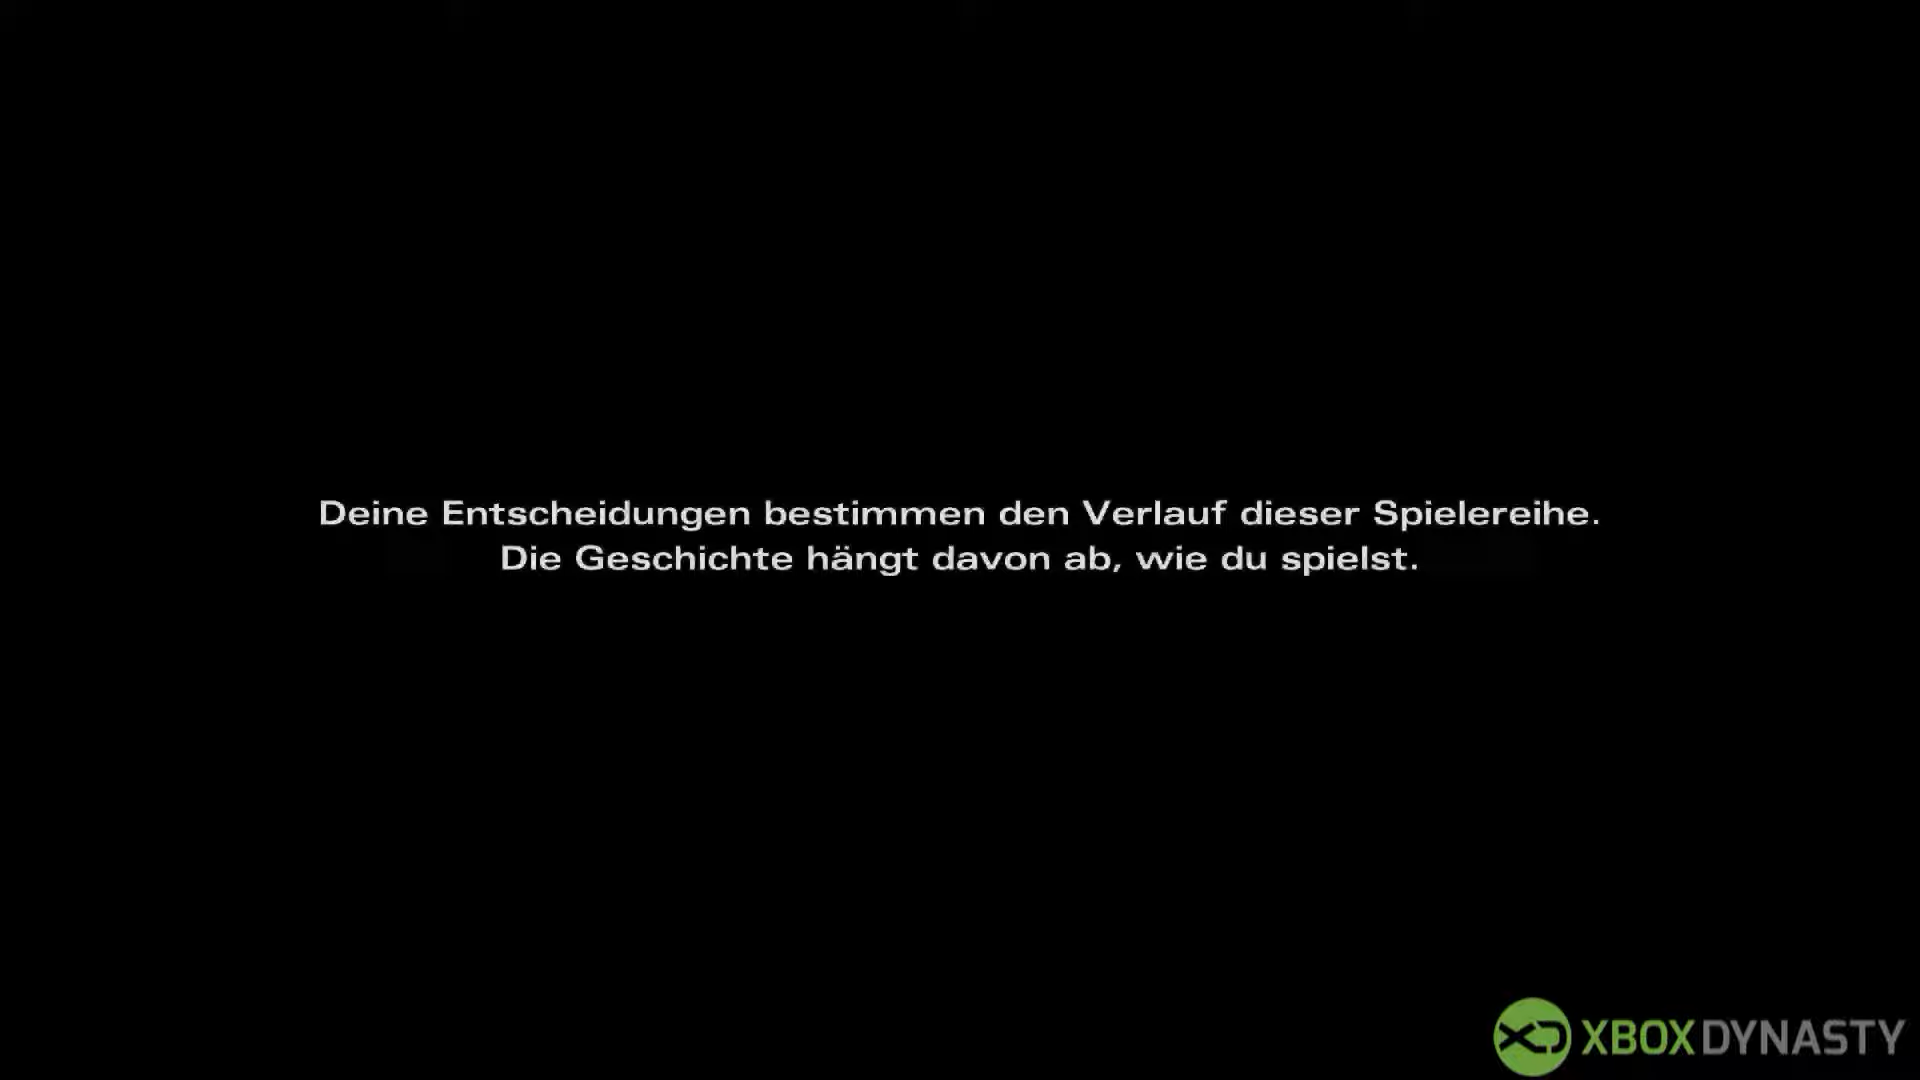 Deine Entscheidungen bestimmen den Verlauf dieser Spielereihe.
Die Geschichte hängt davon ab, wie du spielst.
XBOXDYNASTY